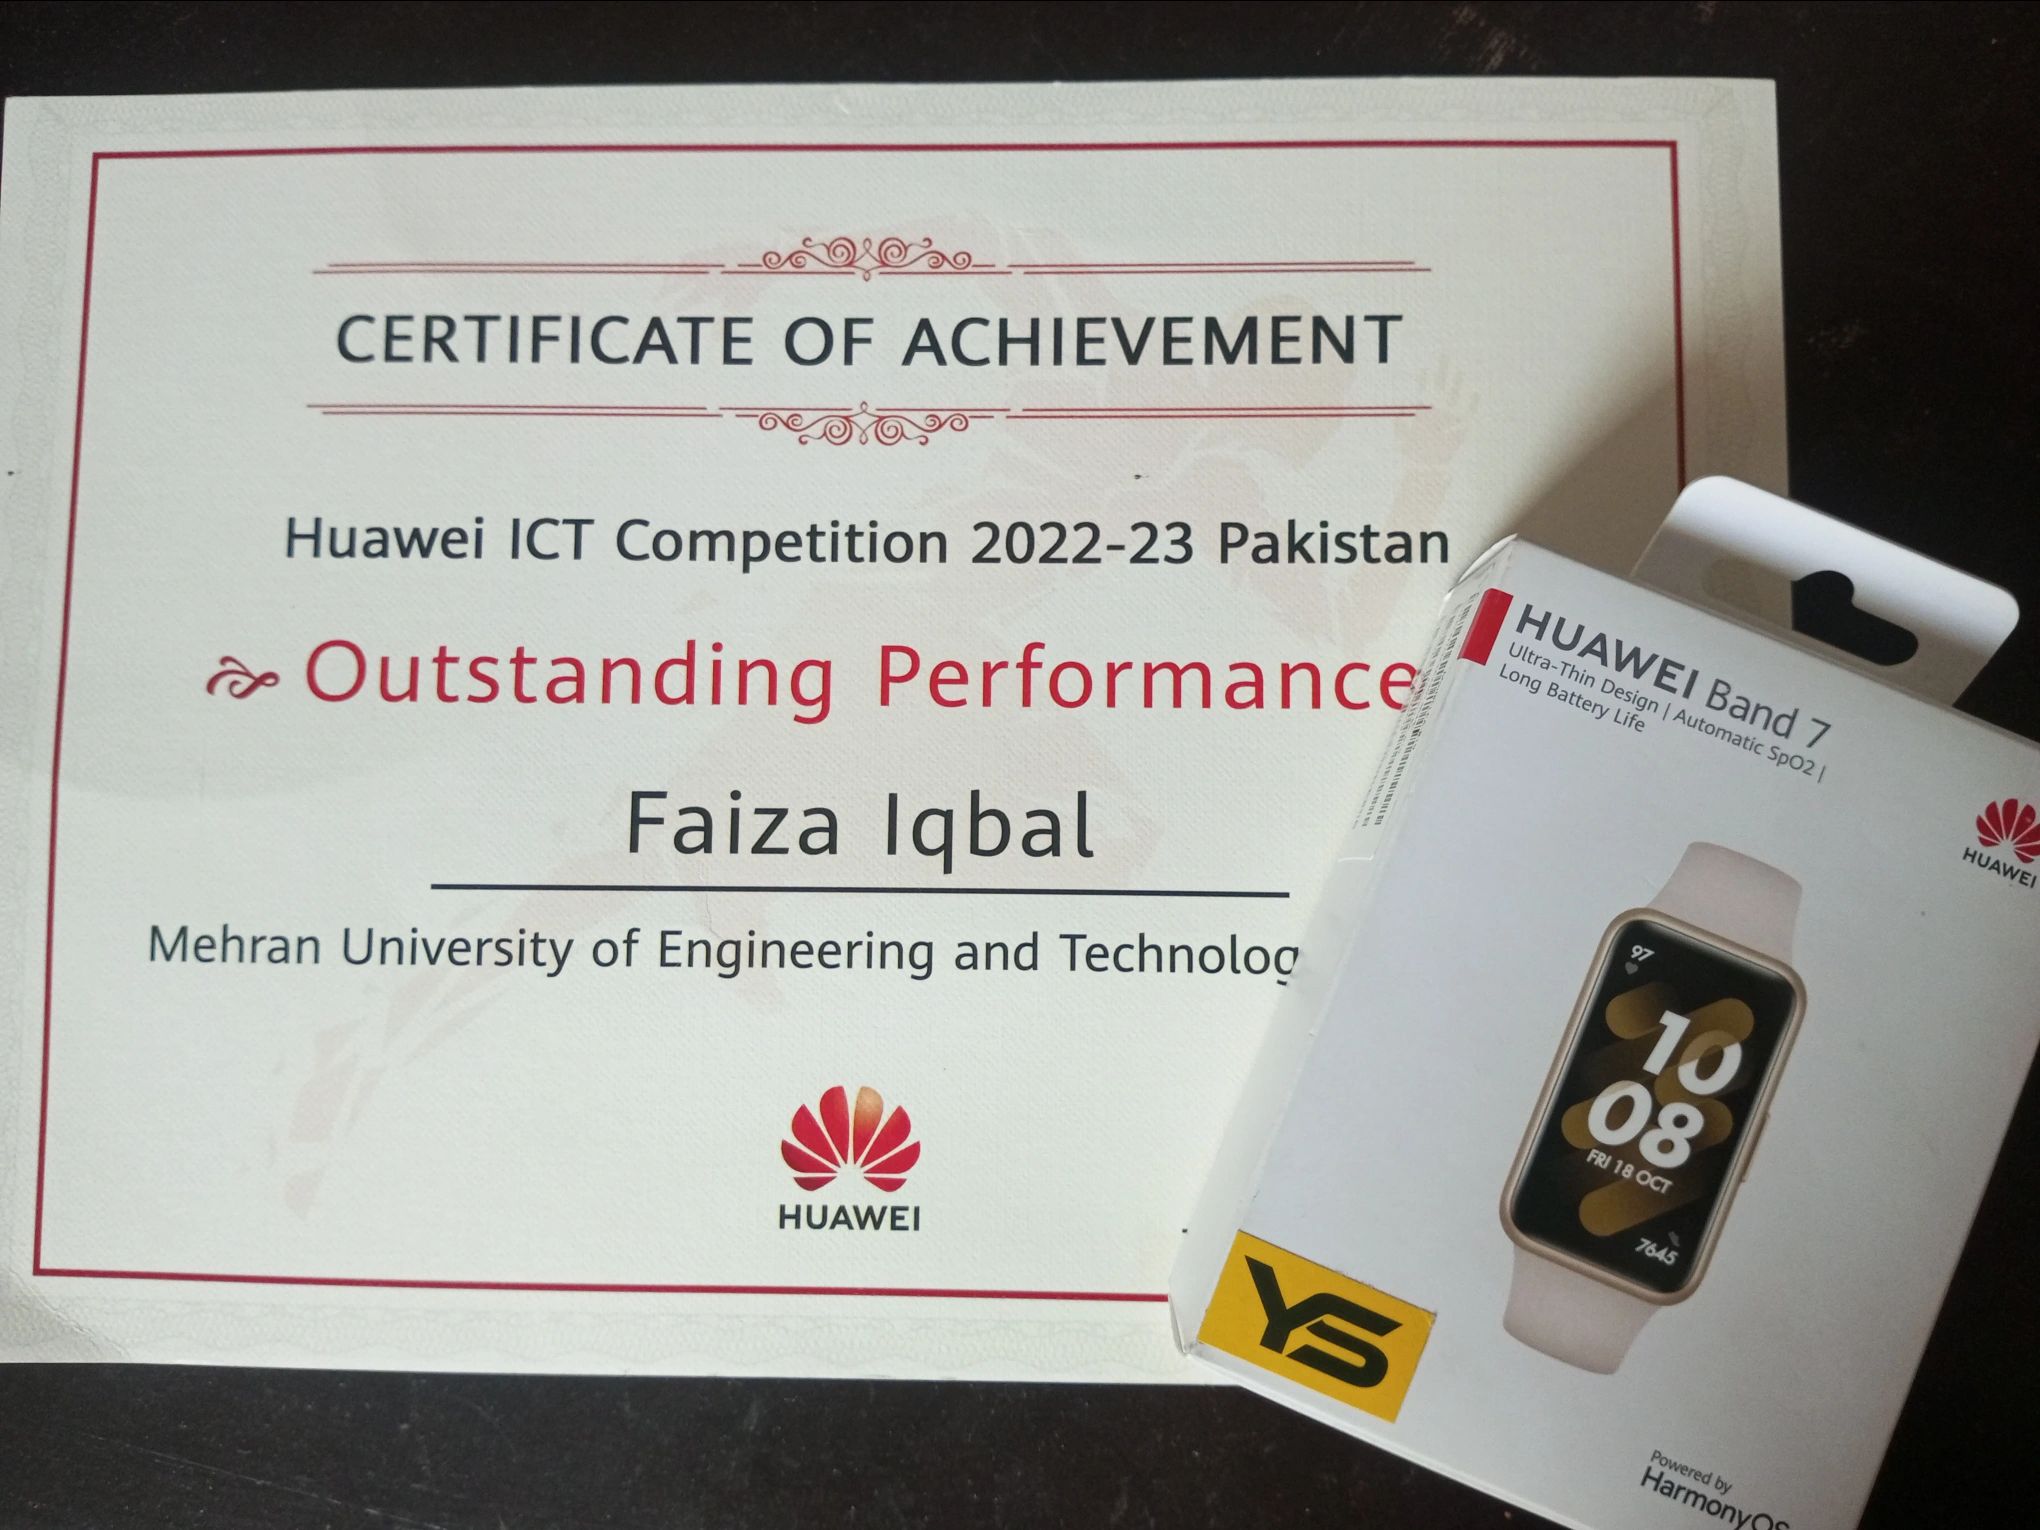 CERTIFICATE OF ACHIEVEMENT
Huawei ICT Competition 2022-23 Pakistan
Outstanding Performance
Faiza Iqbal
Mehran University of Engineering and Technolog
HUAWEI
HUAWEI Band 7
Ultra-Thin Design | Automatic SpO2 |
Long Battery Life
HUAWEI
97
10
08
FRI 18 OCT
7645
YS
Powered by
HarmonyOS